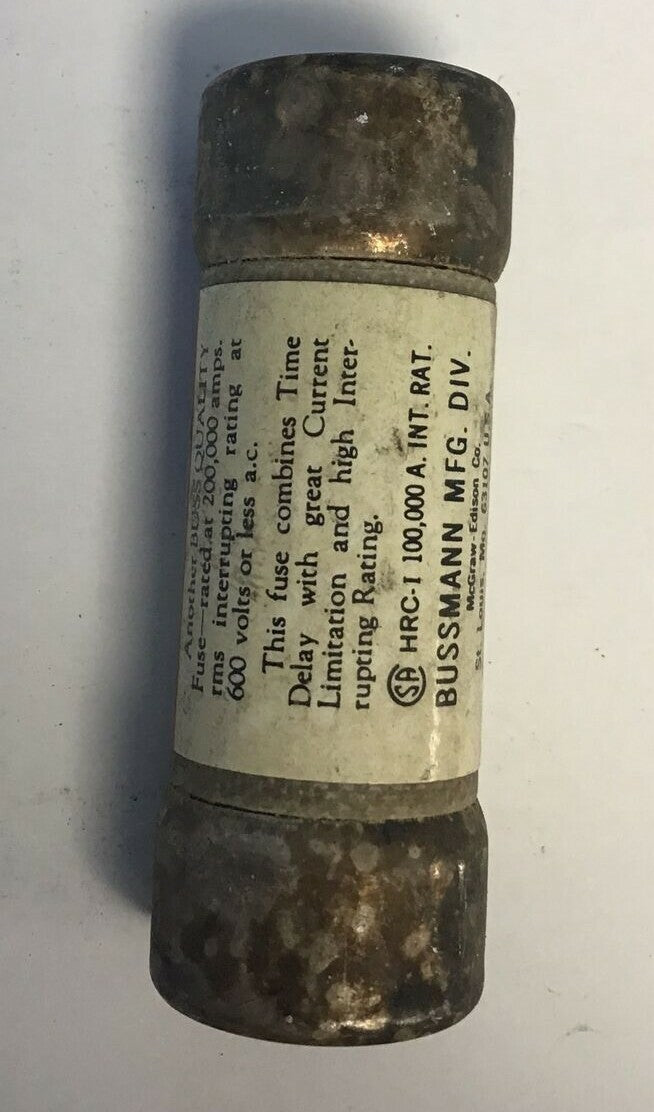 Another BUSS QUALITY
Fuse—rated at 200,000 amps.
rms interrupting rating at
600 volts or less a.c.
This fuse combines Time
Delay with great Current
Limitation and high Inter-
rupting Rating.
SA HRC-I 100,000 A. INT. RAT.
BUSSMANN MFG. DIV.
McGraw-Edison Co.
St. Louis, Mo. 63107 U.S.A.